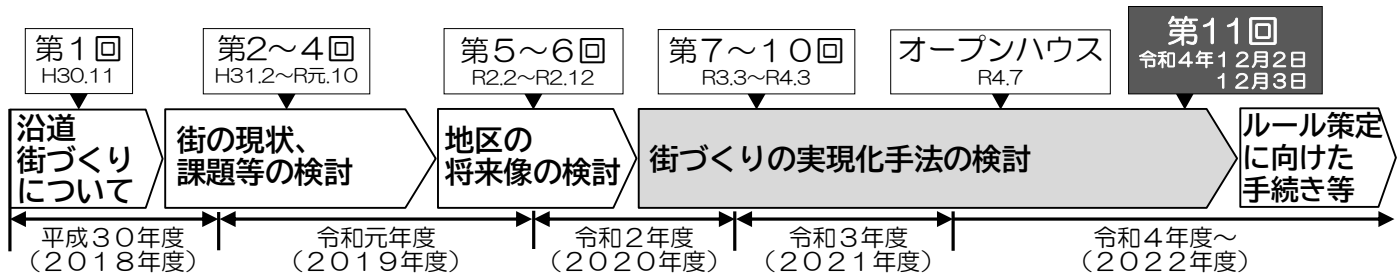 第1回
H30.11
第2～4回
H31.2～R元.10
第5～6回
R2.2～R2.12
第7～10回
R3.3～R4.3
オープンハウス
R4.7
第11回
令和4年12月2日
12月3日
沿道
街づくり
について
街の現状、
課題等の検討
地区の
将来像の検討
街づくりの実現化手法の検討
ルール策定
に向けた
手続き等
平成30年度
（2018年度）
令和元年度
（2019年度）
令和2年度
（2020年度）
令和3年度
（2021年度）
令和4年度～
（2022年度）